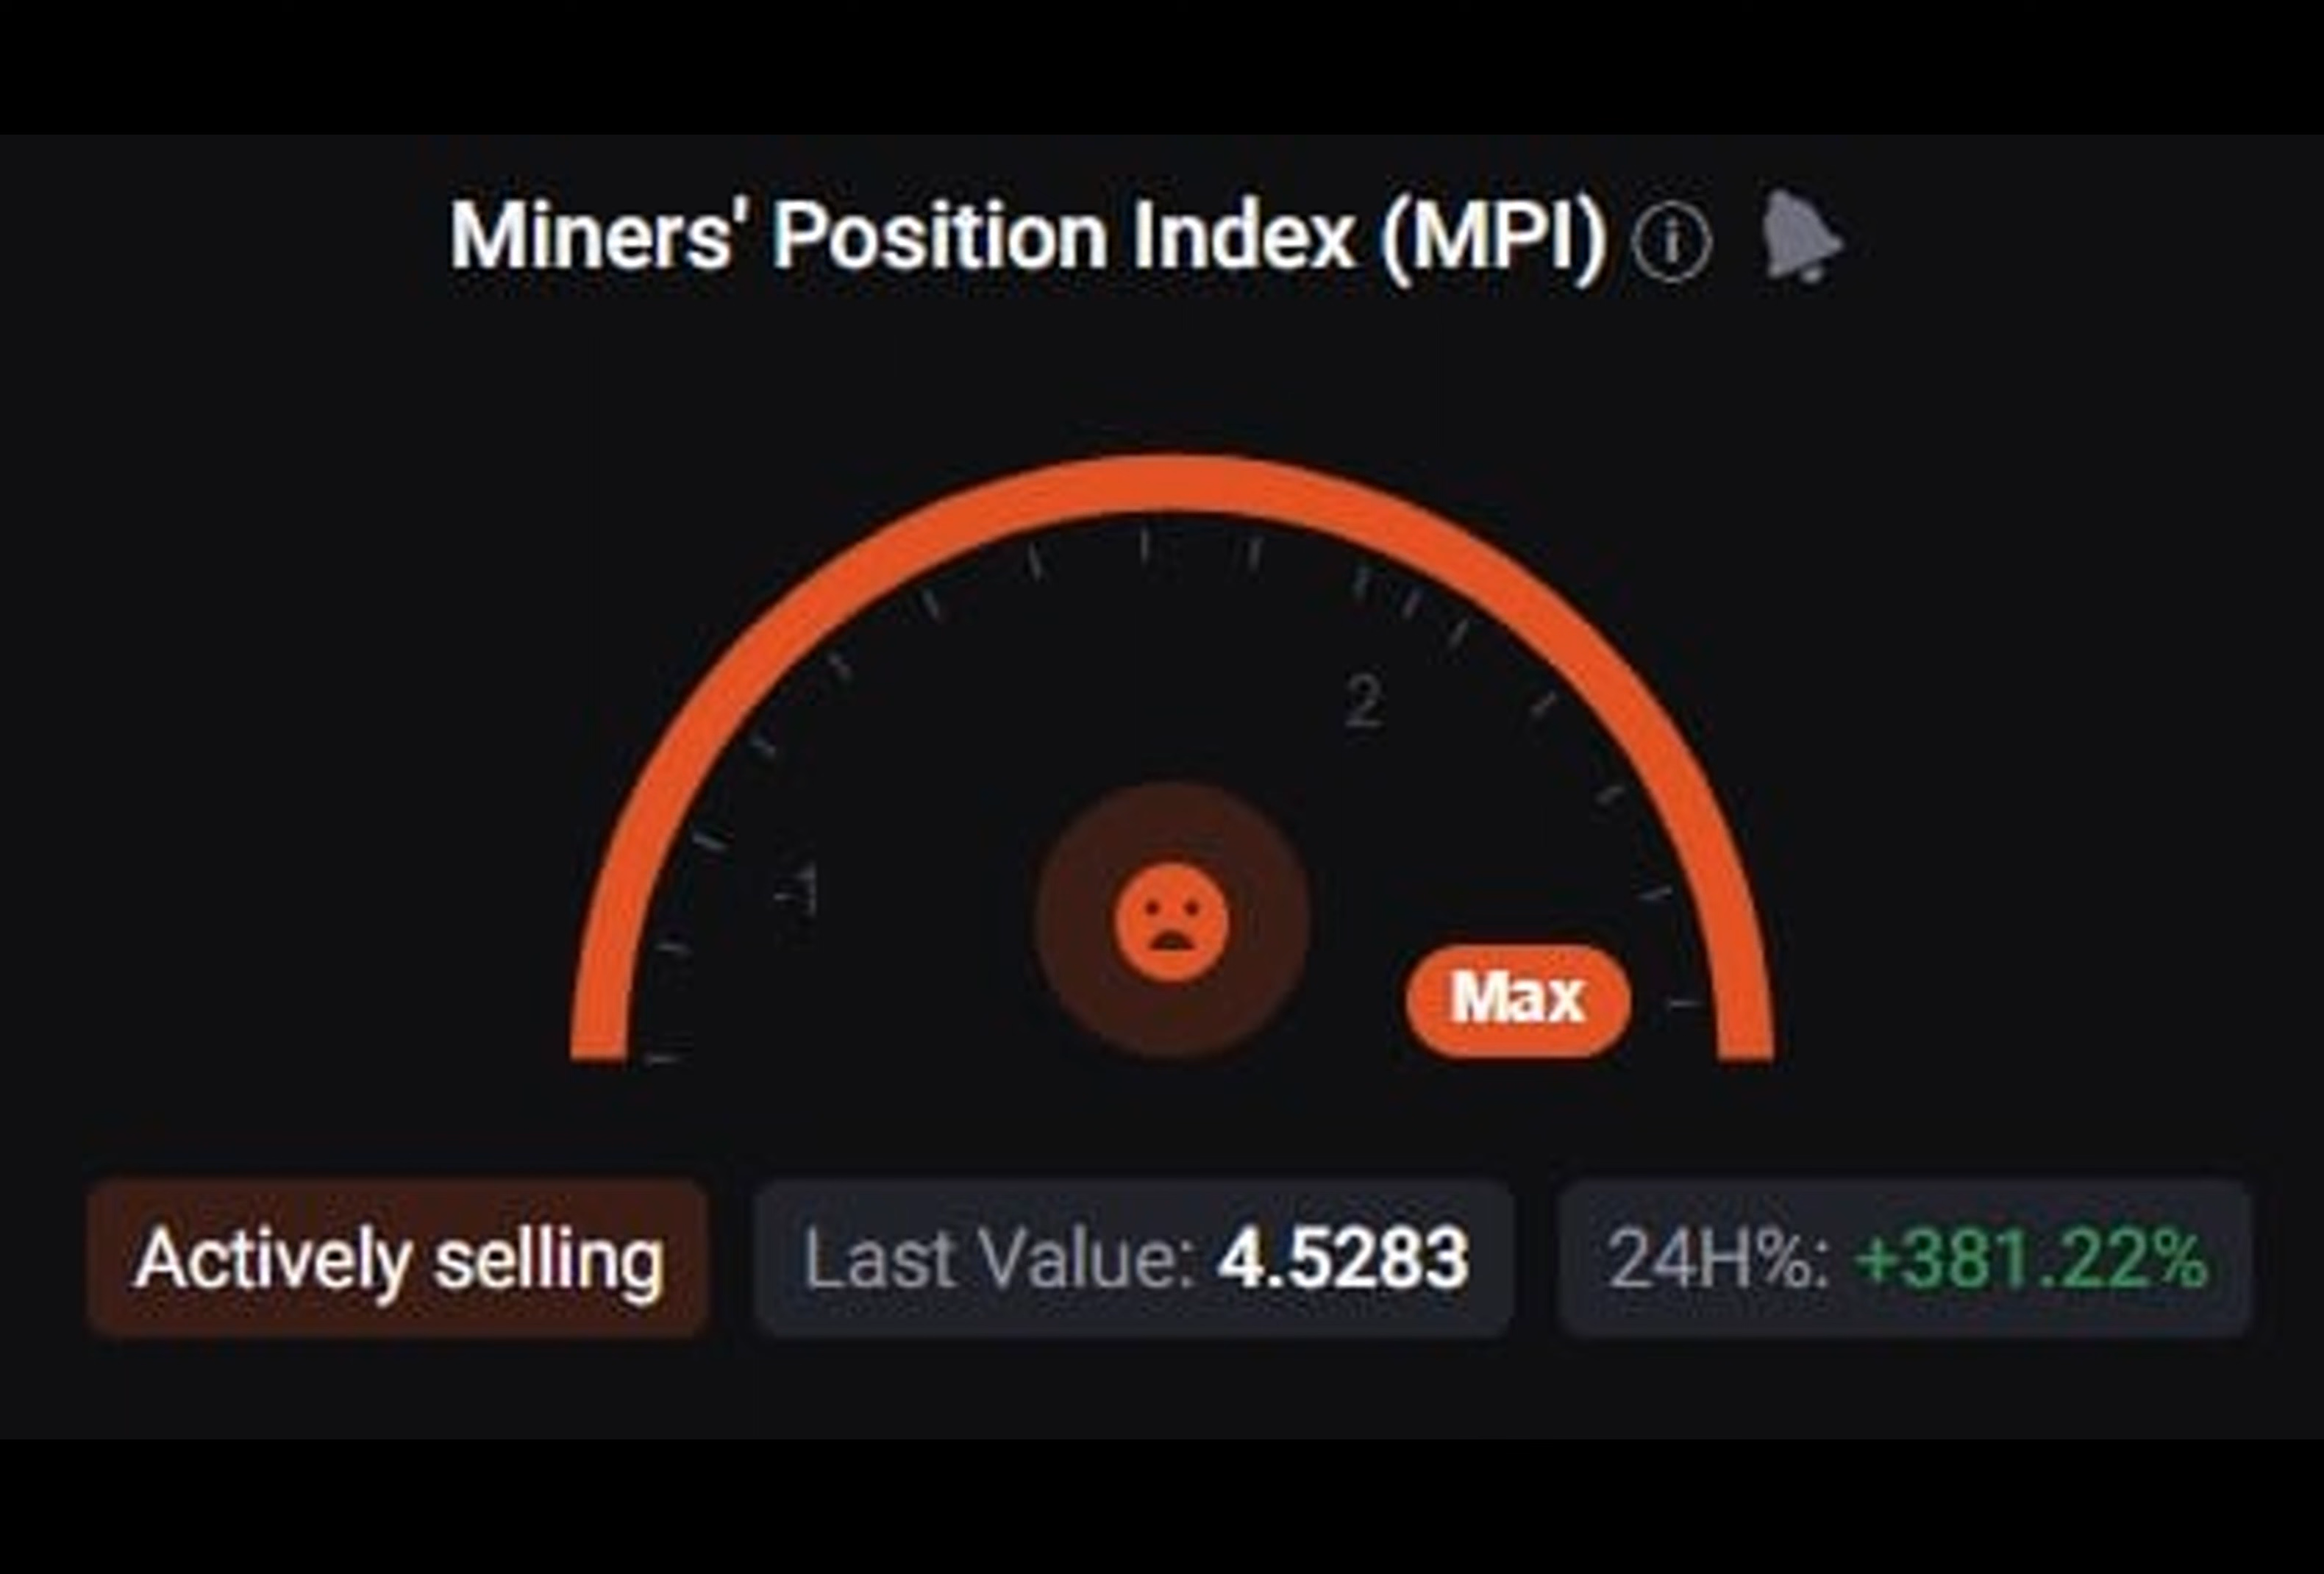 Miners' Position Index (MPI) ⓘ
2
-1
Max
Actively selling
Last Value: 4.5283
24H%: +381.22%